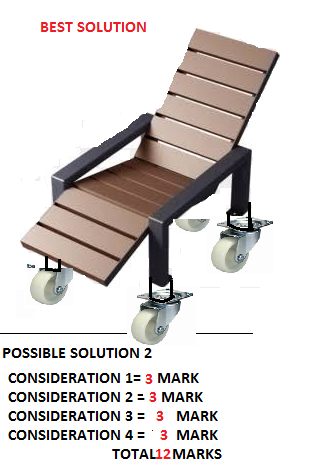 BEST SOLUTION
POSSIBLE SOLUTION 2
CONSIDERATION 1= 3 MARK
CONSIDERATION 2 = 3 MARK
CONSIDERATION 3 = 3 MARK
CONSIDERATION 4 = 3 MARK
TOTAL12MARKS